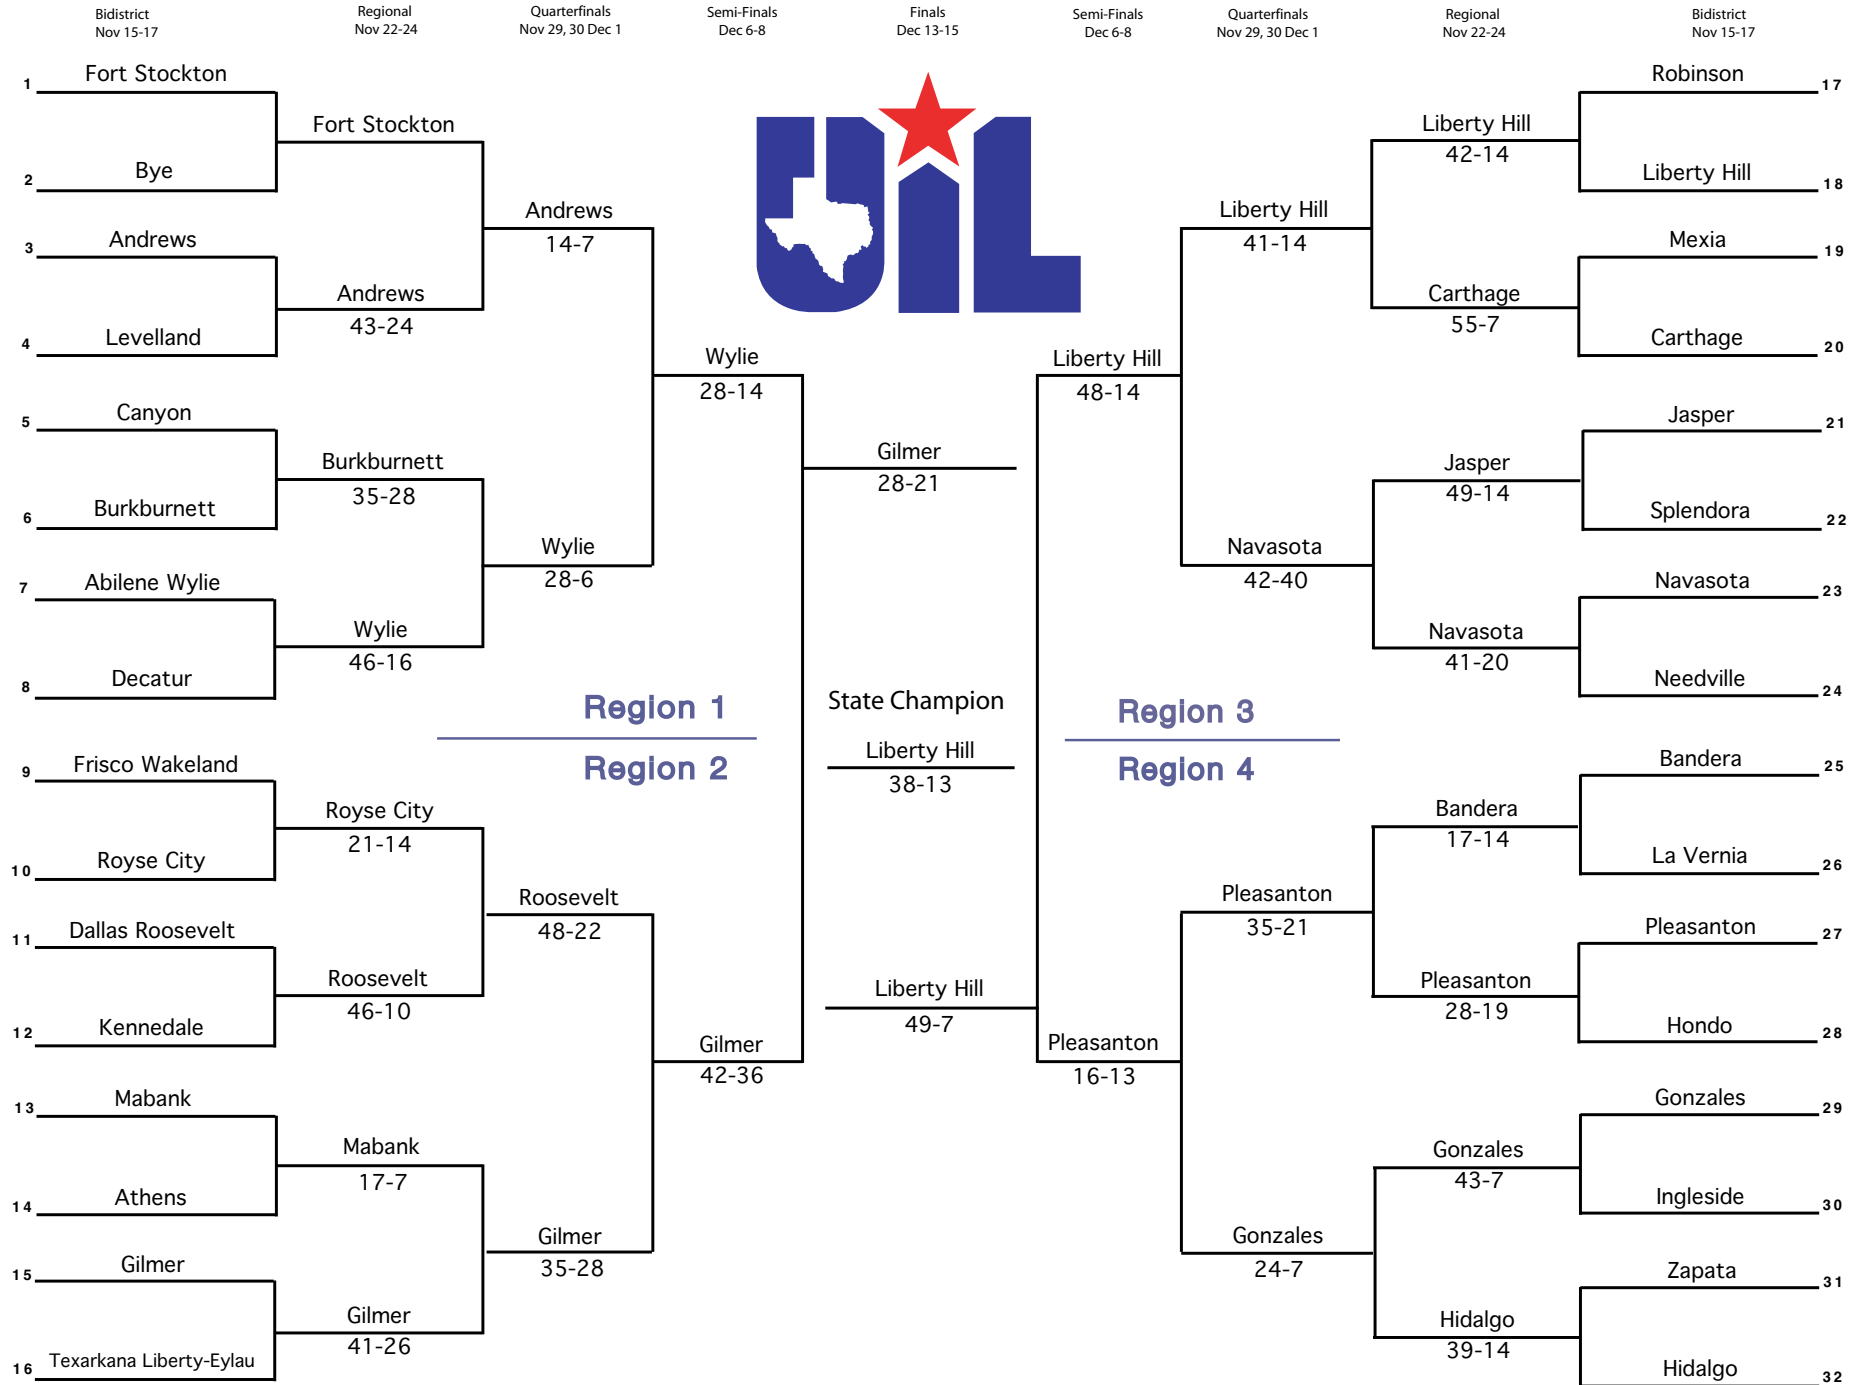 Bidistrict
Nov 15-17
Regional
Nov 22-24
Quarterfinals
Nov 29, 30 Dec 1
Semi-Finals
Dec 6-8
Finals
Dec 13-15
Semi-Finals
Dec 6-8
Quarterfinals
Nov 29, 30 Dec 1
Regional
Nov 22-24
Bidistrict
Nov 15-17
UIL
1 Fort Stockton
2 Bye
3 Andrews
4 Levelland
5 Canyon
6 Burkburnett
7 Abilene Wylie
8 Decatur
9 Frisco Wakeland
10 Royse City
11 Dallas Roosevelt
12 Kennedale
13 Mabank
14 Athens
15 Gilmer
16 Texarkana Liberty-Eylau
Fort Stockton
Andrews
43-24
Burkburnett
35-28
Wylie
46-16
Royse City
21-14
Roosevelt
46-10
Mabank
17-7
Gilmer
41-26
Andrews
14-7
Wylie
28-6
Roosevelt
48-22
Gilmer
35-28
Wylie
28-14
Gilmer
42-36
Region 1
Region 2
Gilmer
28-21
State Champion
Liberty Hill
38-13
Liberty Hill
49-7
Region 3
Region 4
Liberty Hill
48-14
Pleasanton
16-13
Liberty Hill
41-14
Navasota
42-40
Pleasanton
35-21
Gonzales
24-7
Liberty Hill
42-14
Carthage
55-7
Jasper
49-14
Navasota
41-20
Bandera
17-14
Pleasanton
28-19
Gonzales
43-7
Hidalgo
39-14
Robinson 17
Liberty Hill 18
Mexia 19
Carthage 20
Jasper 21
Splendora 22
Navasota 23
Needville 24
Bandera 25
La Vernia 26
Pleasanton 27
Hondo 28
Gonzales 29
Ingleside 30
Zapata 31
Hidalgo 32